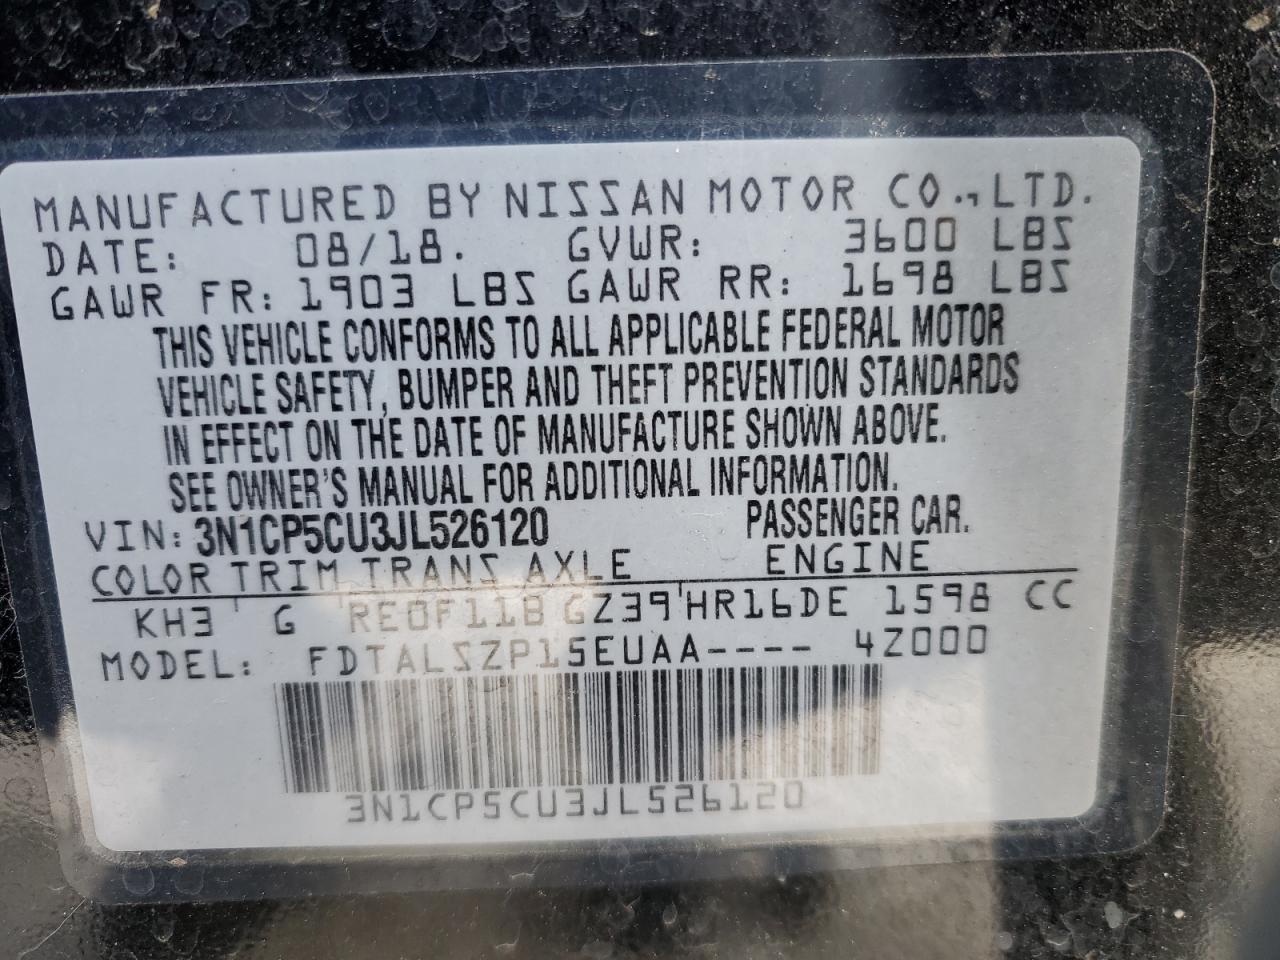 MANUFACTURED BY NISSAN MOTOR CO., LTD.
DATE: 08/18. GVWR: 3600 LBS
GAWR FR: 1903 LBS GAWR RR: 1698 LBS
THIS VEHICLE CONFORMS TO ALL APPLICABLE FEDERAL MOTOR
VEHICLE SAFETY, BUMPER AND THEFT PREVENTION STANDARDS
IN EFFECT ON THE DATE OF MANUFACTURE SHOWN ABOVE.
SEE OWNER'S MANUAL FOR ADDITIONAL INFORMATION.
VIN: 3N1CP5CU3JL526120 PASSENGER CAR.
COLOR TRIM TRANS AXLE ENGINE
KH3 G RE0F11B GZ39 HR16DE 1598 CC
MODEL: FDTALSZP15EUAA---- 4Z000
3N1CP5CU3JL526120